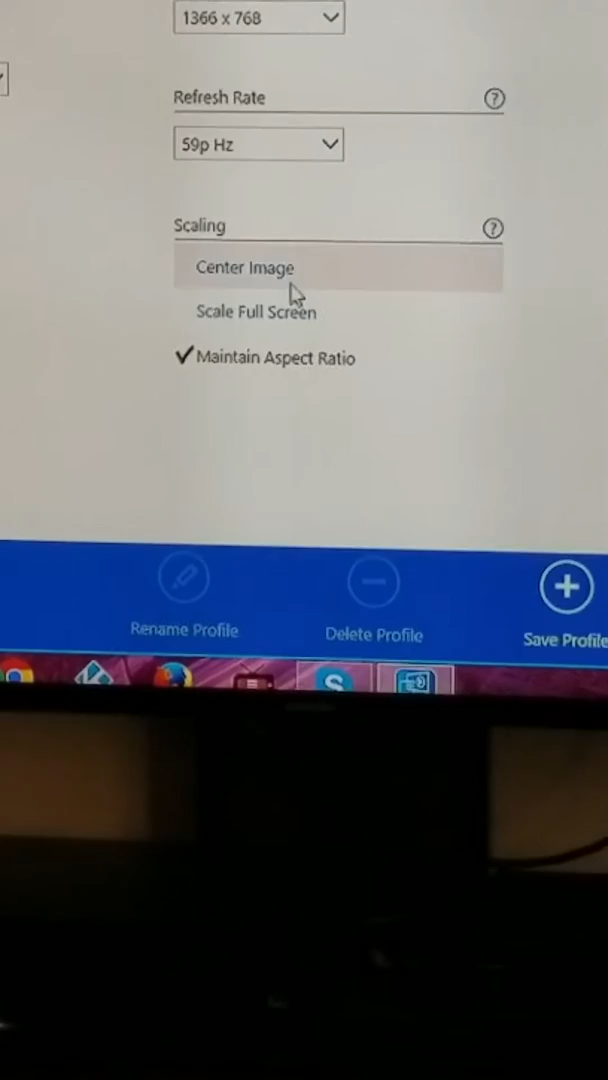 1366 x 768
Refresh Rate
?
59p Hz
Scaling
?
Center Image
Scale Full Screen
Maintain Aspect Ratio
Rename Profile
Delete Profile
Save Profile
S